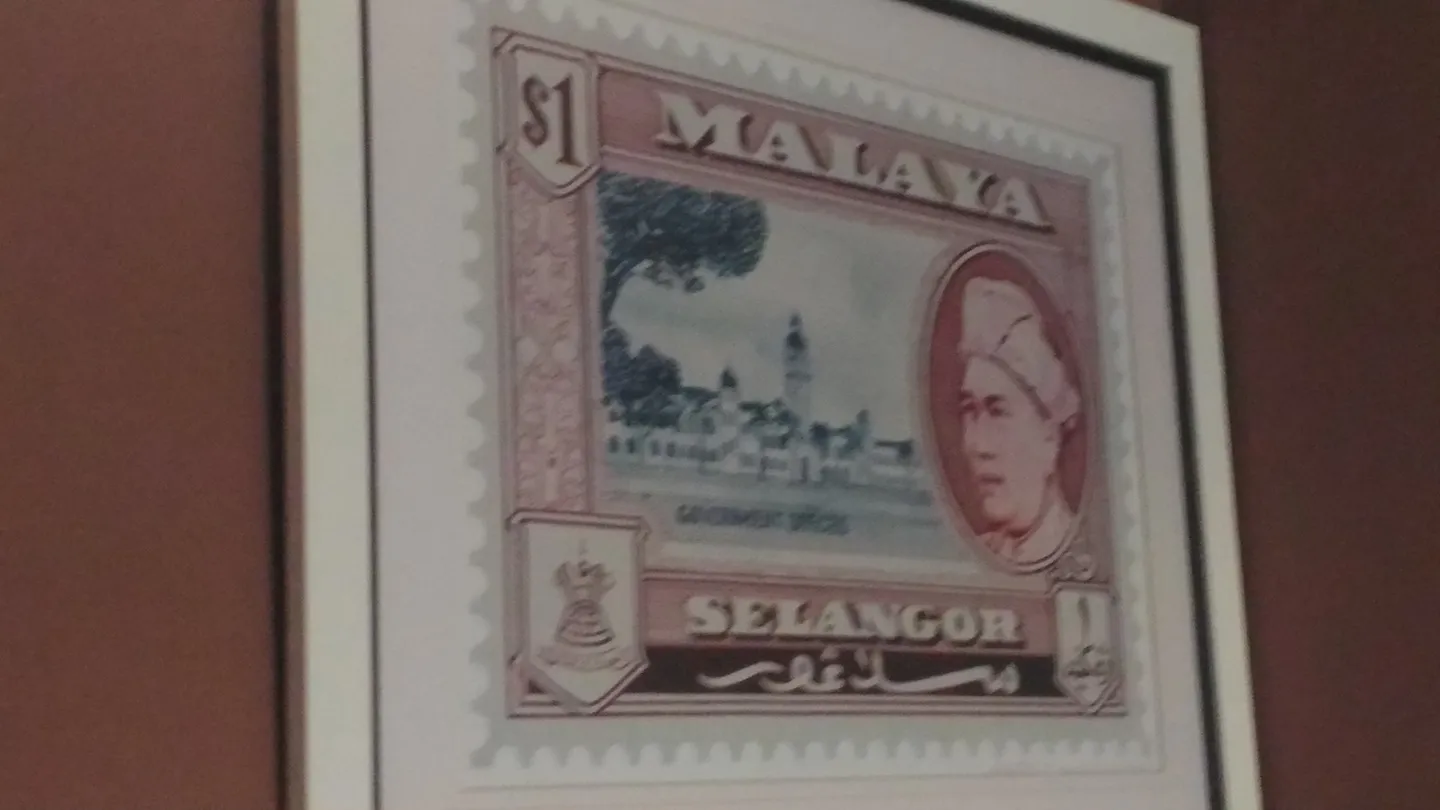 $1
MALAYA
GOVERNMENT OFFICES
SELANGOR
سلاڠور